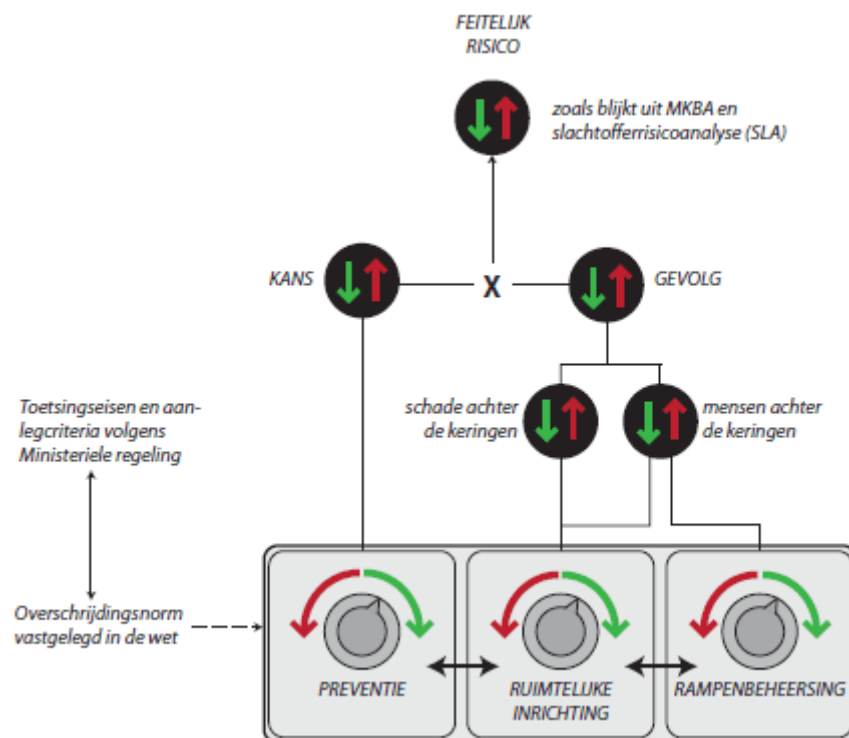 FEITELIJK
RISICO
zoals blijkt uit MKBA en
slachtofferrisicoanalyse (SLA)
KANS
X
GEVOLG
schade achter
de keringen
mensen achter
de keringen
Toetsingseisen en aan-
legcriteria volgens
Ministeriele regeling
Overschrijdingsnorm
vastgelegd in de wet
PREVENTIE
RUIMTELIJKE
INRICHTING
RAMPENBEHEERSING